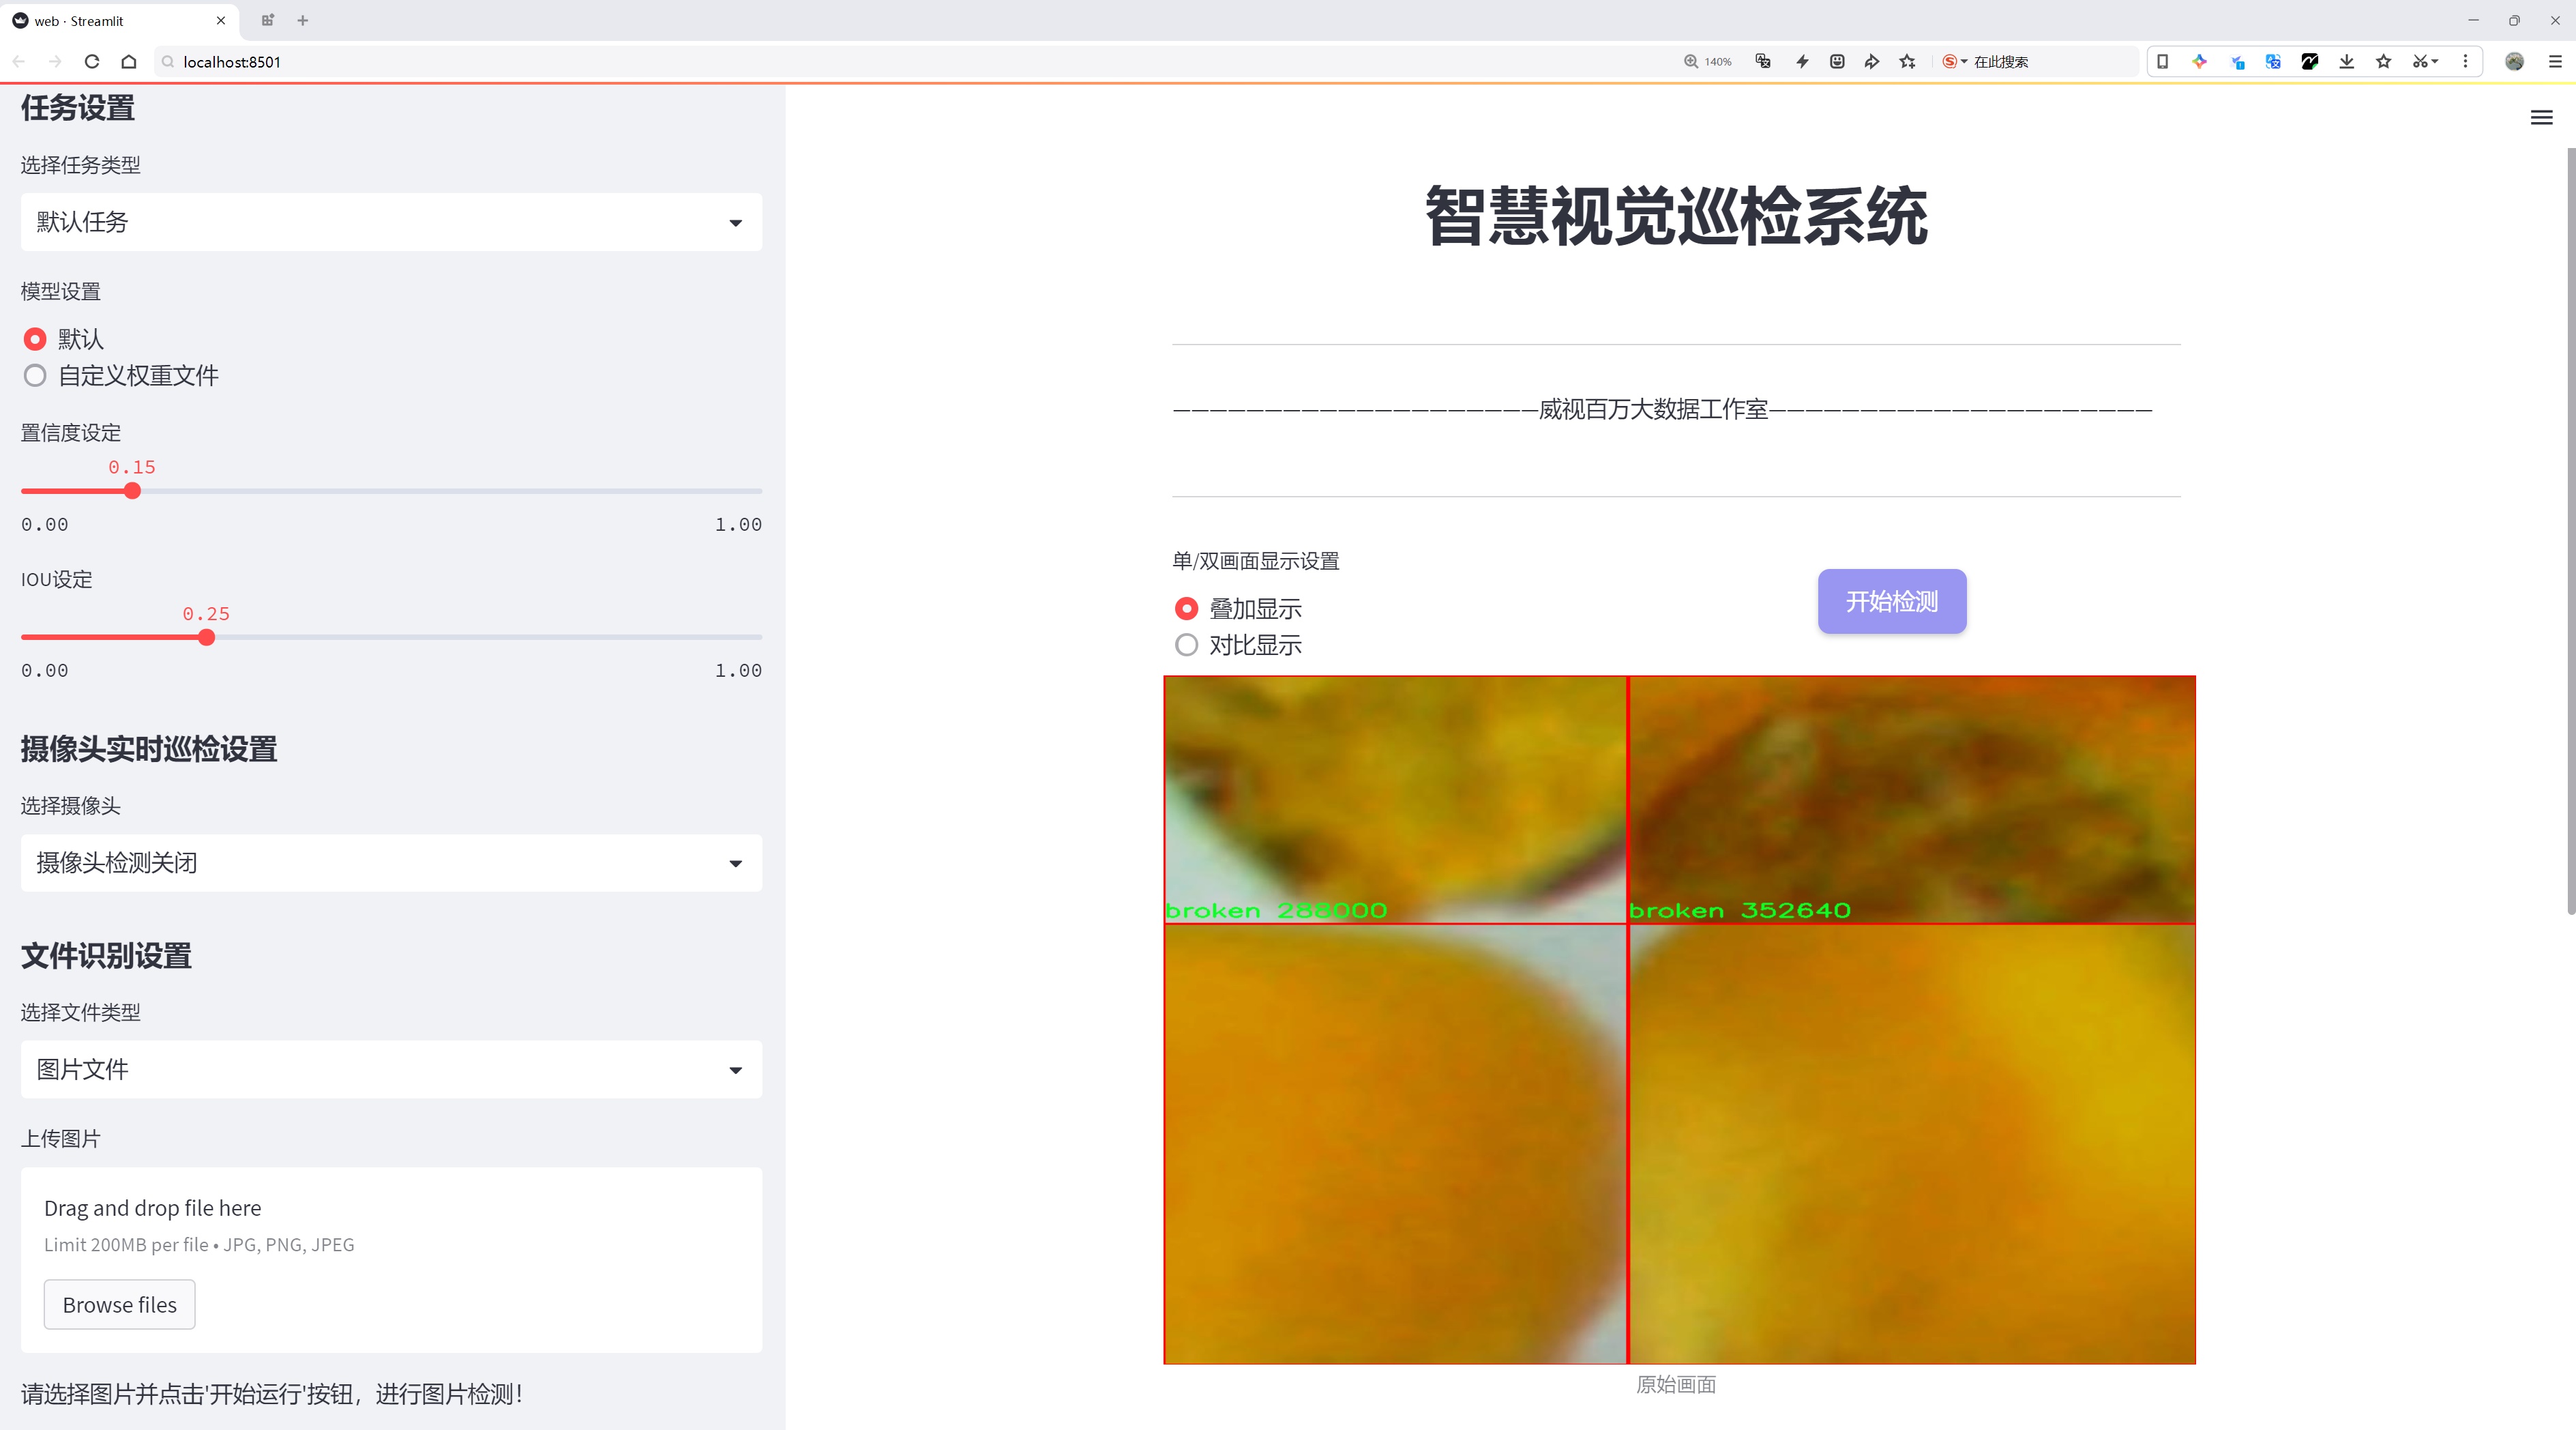 web · Streamlit
localhost:8501
140%
在此搜索
任务设置
选择任务类型
默认任务
模型设置
默认
自定义权重文件
置信度设定
0.15
0.00
1.00
IOU设定
0.25
0.00
1.00
摄像头实时巡检设置
选择摄像头
摄像头检测关闭
文件识别设置
选择文件类型
图片文件
上传图片
Drag and drop file here
Limit 200MB per file • JPG, PNG, JPEG
Browse files
请选择图片并点击'开始运行'按钮，进行图片检测！
智慧视觉巡检系统
————————————————————威视百万大数据工作室—————————————————————
单/双画面显示设置
叠加显示
对比显示
开始检测
broken 288000
broken 352640
原始画面